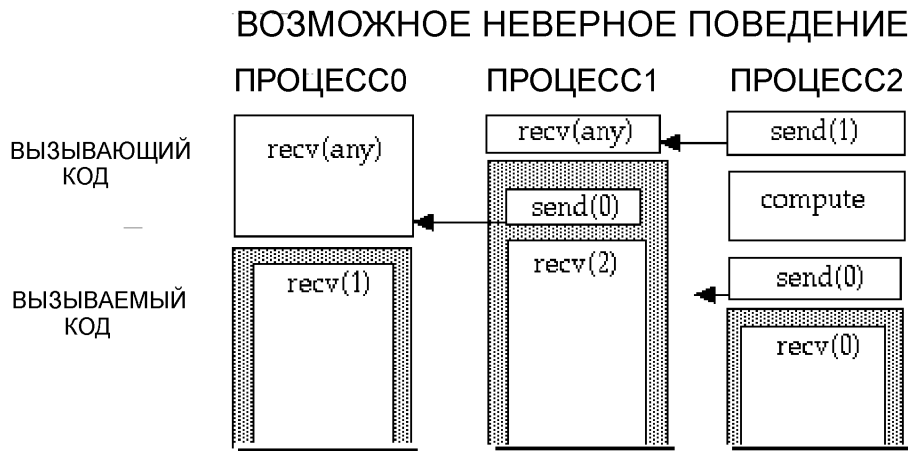 ВОЗМОЖНОЕ НЕВЕРНОЕ ПОВЕДЕНИЕ
ПРОЦЕСС0 ПРОЦЕСС1 ПРОЦЕСС2
ВЫЗЫВАЮЩИЙ
КОД
recv(any)
recv(any)
send(1)
send(0)
compute
ВЫЗЫВАЕМЫЙ
КОД
recv(1)
recv(2)
send(0)
recv(0)